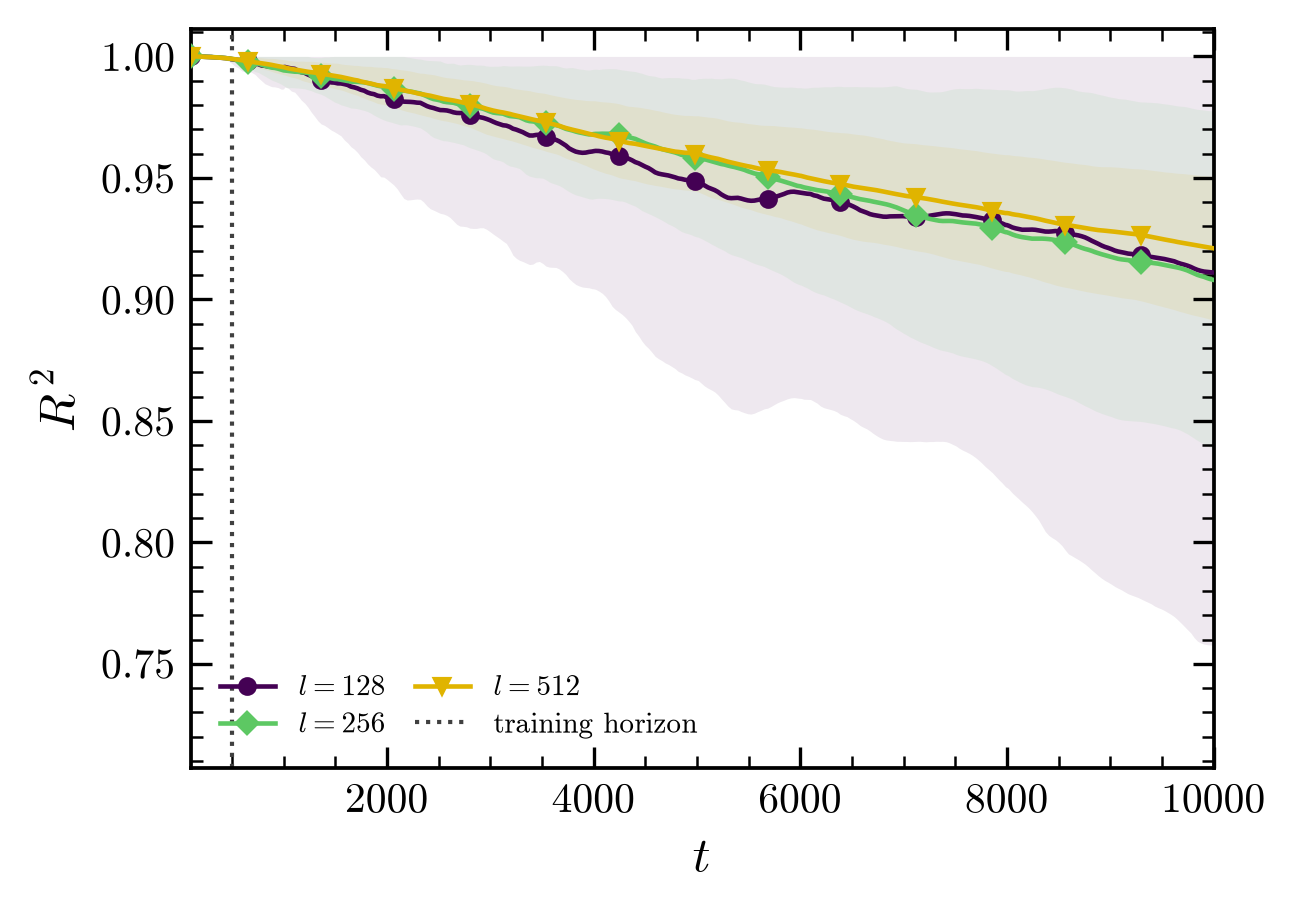 1.00
0.95
0.90
0.85
0.80
0.75
R²
l = 128
l = 256
l = 512
training horizon
2000 4000 6000 8000 10000
t